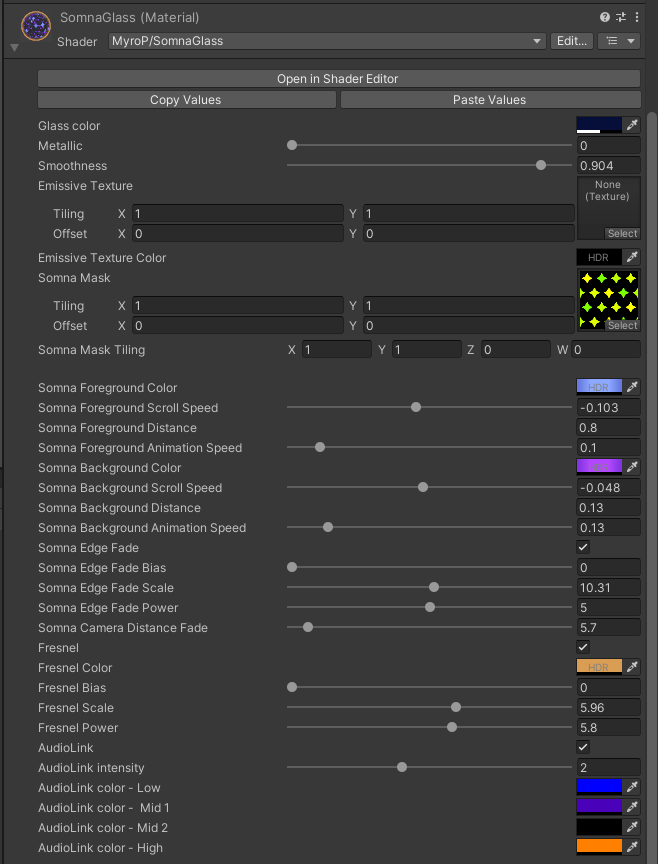 SomnaGlass (Material)
Shader MyroP/SomnaGlass Edit...
Open in Shader Editor
Copy Values Paste Values
Glass color
Metallic 0
Smoothness 0.904
Emissive Texture None
(Texture)
Tiling X 1 Y 1
Offset X 0 Y 0 Select
Emissive Texture Color HDR
Somna Mask
Tiling X 1 Y 1
Offset X 0 Y 0 Select
Somna Mask Tiling X 1 Y 1 Z 0 W 0
Somna Foreground Color HDR
Somna Foreground Scroll Speed -0.103
Somna Foreground Distance 0.8
Somna Foreground Animation Speed 0.1
Somna Background Color
Somna Background Scroll Speed -0.048
Somna Background Distance 0.13
Somna Background Animation Speed 0.13
Somna Edge Fade
Somna Edge Fade Bias 0
Somna Edge Fade Scale 10.31
Somna Edge Fade Power 5
Somna Camera Distance Fade 5.7
Fresnel
Fresnel Color HDR
Fresnel Bias 0
Fresnel Scale 5.96
Fresnel Power 5.8
AudioLink
AudioLink intensity 2
AudioLink color - Low
AudioLink color -  Mid 1
AudioLink color - Mid 2
AudioLink color - High